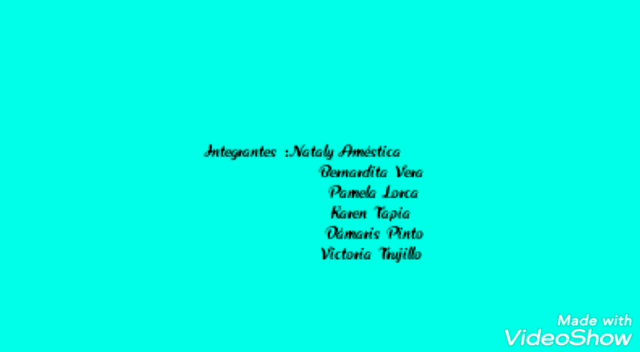 Integrantes :Nataly Améstica
Bernardita Vera
Pamela Lorca
Karen Tapia
Dámaris Pinto
Victoria Trujillo
Made with
VideoShow